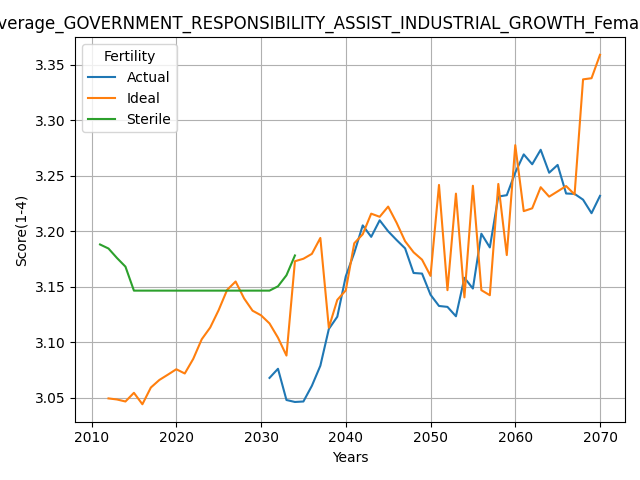 verage_GOVERNMENT_RESPONSIBILITY_ASSIST_INDUSTRIAL_GROWTH_Fema
Fertility
Actual
Ideal
Sterile
Score(1-4)
3.35
3.30
3.25
3.20
3.15
3.10
3.05
2010 2020 2030 2040 2050 2060 2070
Years